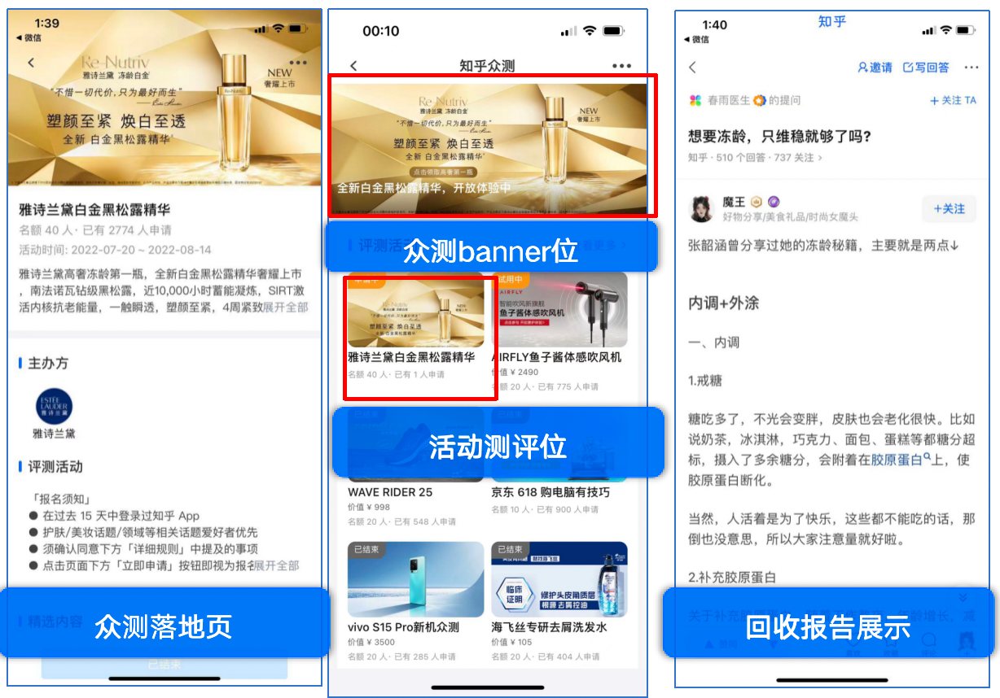 1:39
微信
Re-Nutriv
雅诗兰黛 冻龄白金
NEW
奢耀上市
“不惜一切代价,只为最好而生”
塑颜至紧 焕白至透
全新 白金黑松露精华
雅诗兰黛白金黑松露精华
名额 40 人 · 已有 2774 人申请
活动时间: 2022-07-20 ~ 2022-08-14
雅诗兰黛高奢冻龄第一瓶，全新白金黑松露精华奢耀上市
，南法诺瓦钻级黑松露，近10,000小时蓄能凝炼，SIRT激
活内核抗老能量，一触瞬透，塑颜至紧，4周紧致展开全部
主办方
ESTĒE
LAUDER
雅诗兰黛
雅诗兰黛
评测活动
「报名须知」
● 在过去 15 天中登录过知乎 App
● 护肤/美妆话题/领域等相关话题爱好者优先
● 须确认同意下方「详细规则」中提及的事项
● 点击页面下方「立即申请」按钮即视为报名展开全部
精选内容
众测落地页
已结束
00:10
知乎众测
Re-Nutriv
雅诗兰黛 冻龄白金
NEW
奢耀上市
“不惜一切代价,只为最好而生”
塑颜至紧 焕白至透
全新 白金黑松露精华
点击领取高奢第一瓶
全新白金黑松露精华，开放体验中
评测活动
看更多
众测banner位
申请中
Re-Nutriv
NEW
塑颜至紧 焕白至透
雅诗兰黛白金黑松露精华
名额 40 人 · 已有 1 人申请
试用中
AIRFLY
智能吹风新旗舰
鱼子酱体感吹风机
AIRFLY鱼子酱体感吹风机
价值 ¥ 2490
名额 20 人 · 已有 775 人申请
已结束
已结束
活动测评位
WAVE RIDER 25
价值 ¥ 998
名额 20 人 · 已有 548 人申请
京东 618 购电脑有技巧
名额 10 人 · 已有 900 人申请
已结束
vivo S15 Pro新机众测
价值 ¥ 3500
名额 20 人 · 已有 285 人申请
已结束
临床
证明
修护头皮角质层
根源去屑控油
海飞丝专研去屑洗发水
价值 ¥ 105
名额 20 人 · 已有 404 人申请
1:40
微信
知乎
邀请
写回答
春雨医生
的提问
+ 关注 TA
想要冻龄，只维稳就够了吗?
知乎 · 510 个回答 · 737 关注 >
魔王
好物分享/美食礼品/时尚女魔头
+关注
张韶涵曾分享过她的冻龄秘籍，主要就是两点↓
内调+外涂
一、内调
1.戒糖
糖吃多了，不光会变胖，皮肤也会老化很快。比如
说奶茶，冰淇淋，巧克力、面包、蛋糕等都糖分超
标，摄入了多余糖分，会附着在胶原蛋白上，使
胶原蛋白断化。
当然，人活着是为了快乐，这些都不能吃的话，那
倒也没意思，所以大家注意量就好啦。
2.补充胶原蛋白
回收报告展示